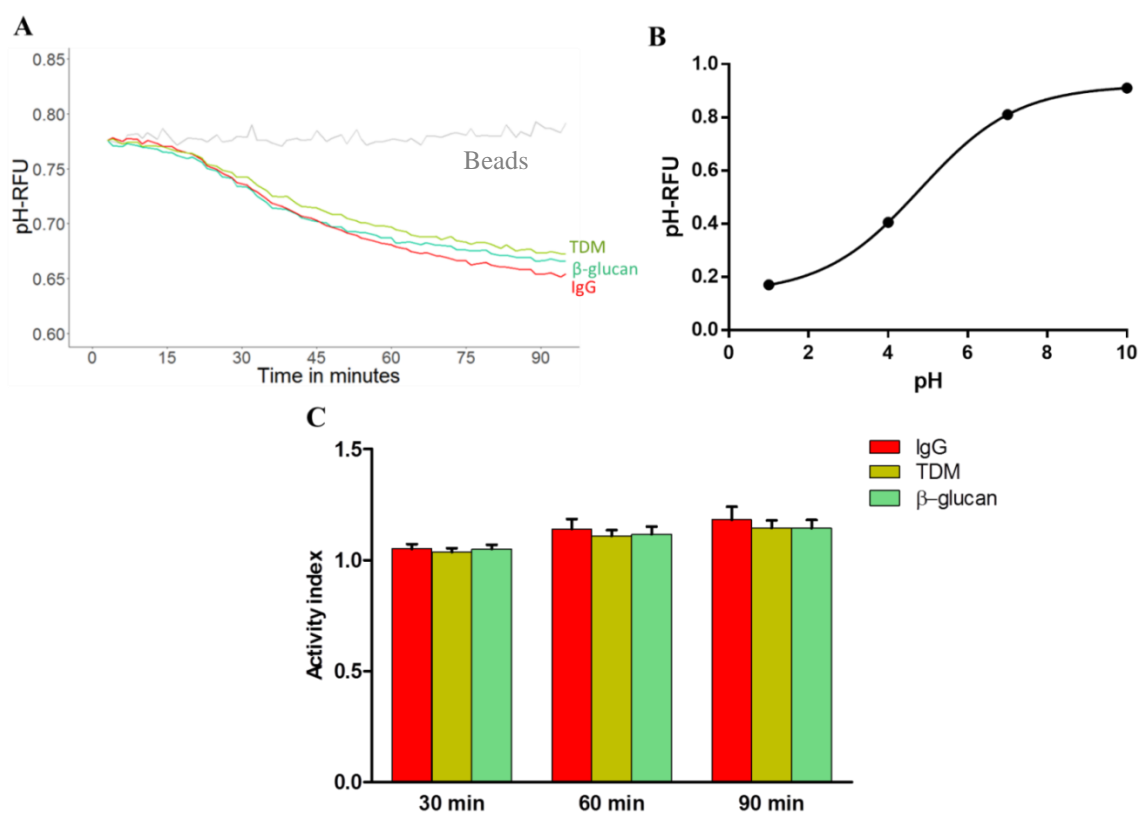 A
0.85
0.80
0.75
0.70
0.65
0.60
pH-RFU
Beads
TDM
β-glucan
IgG
0 15 30 45 60 75 90
Time in minutes
B
1.0
0.8
0.6
0.4
0.2
0.0
pH-RFU
0 2 4 6 8 10
pH
C
1.5
1.0
0.5
0.0
Activity index
30 min 60 min 90 min
IgG
TDM
β–glucan